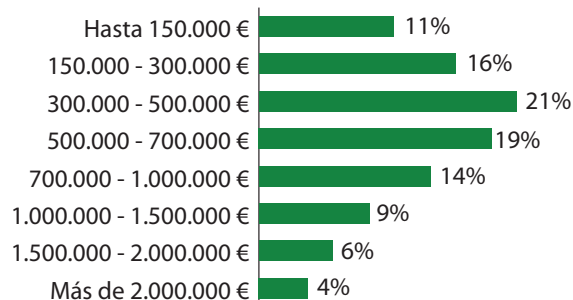 Hasta 150.000 € 11%
150.000 - 300.000 € 16%
300.000 - 500.000 € 21%
500.000 - 700.000 € 19%
700.000 - 1.000.000 € 14%
1.000.000 - 1.500.000 € 9%
1.500.000 - 2.000.000 € 6%
Más de 2.000.000 € 4%